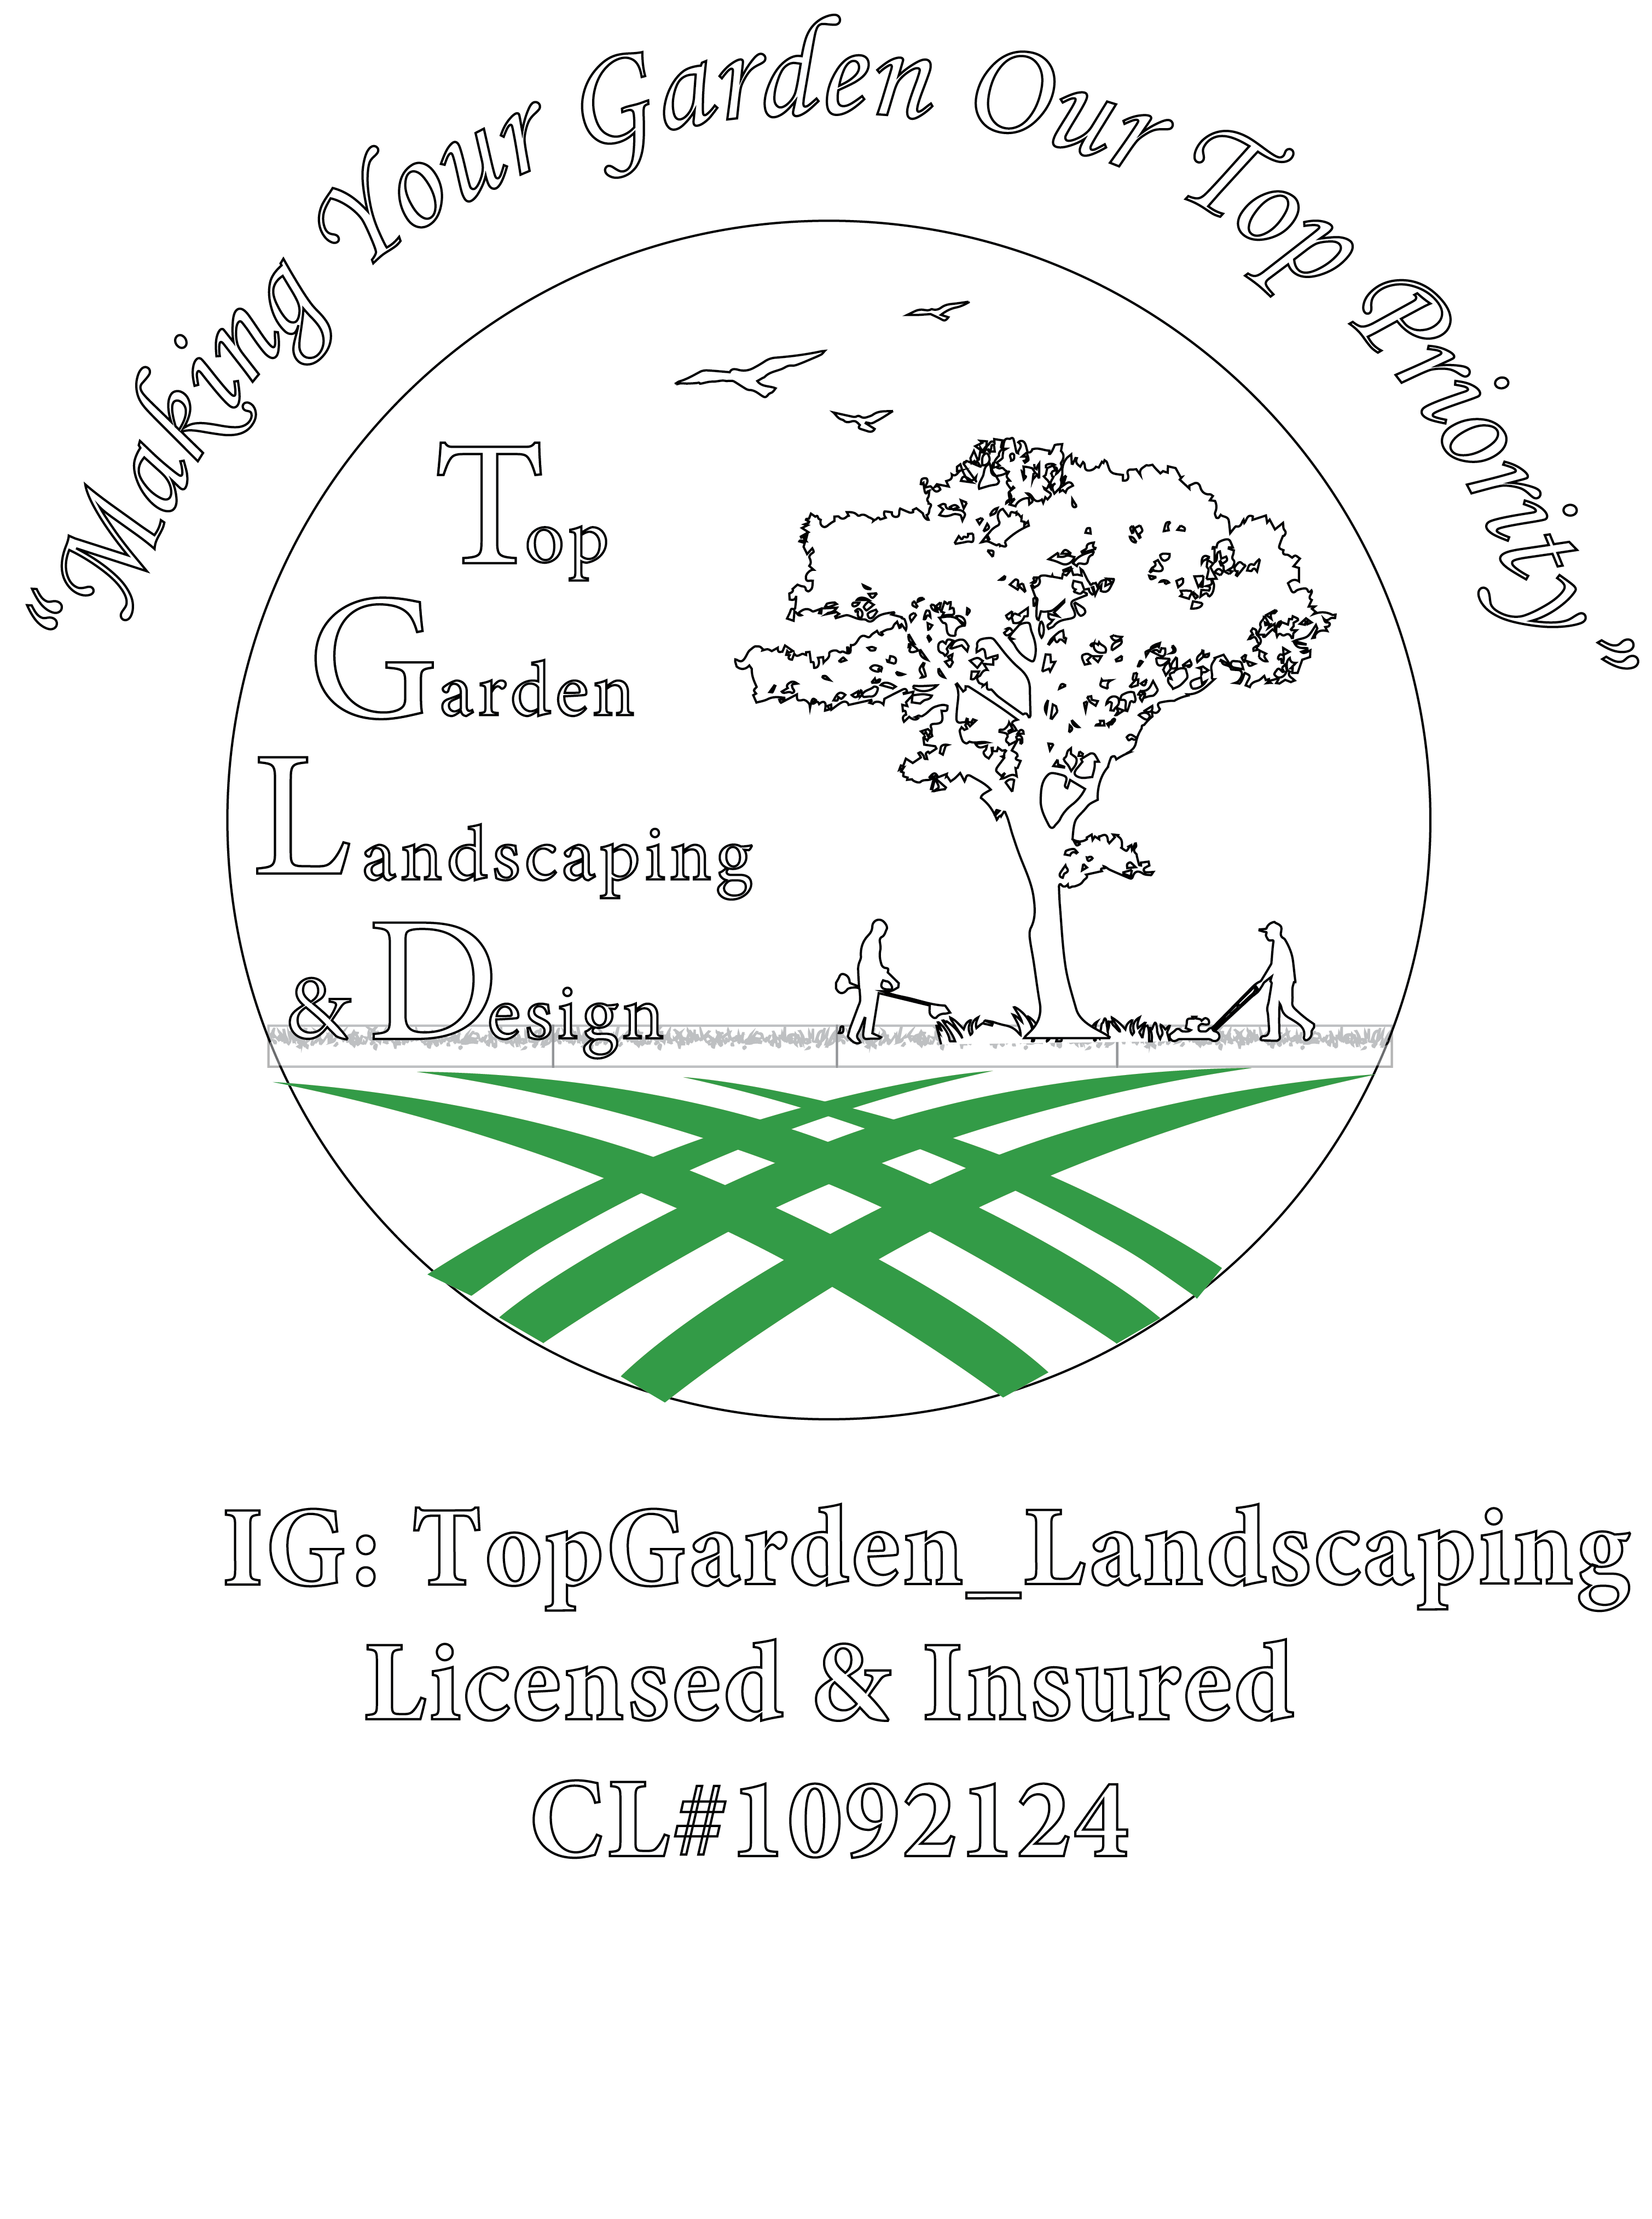 “Making Your Garden Our Top Priority”
Top
Garden
Landscaping
& Design
IG: TopGarden_Landscaping
Licensed & Insured
CL#1092124